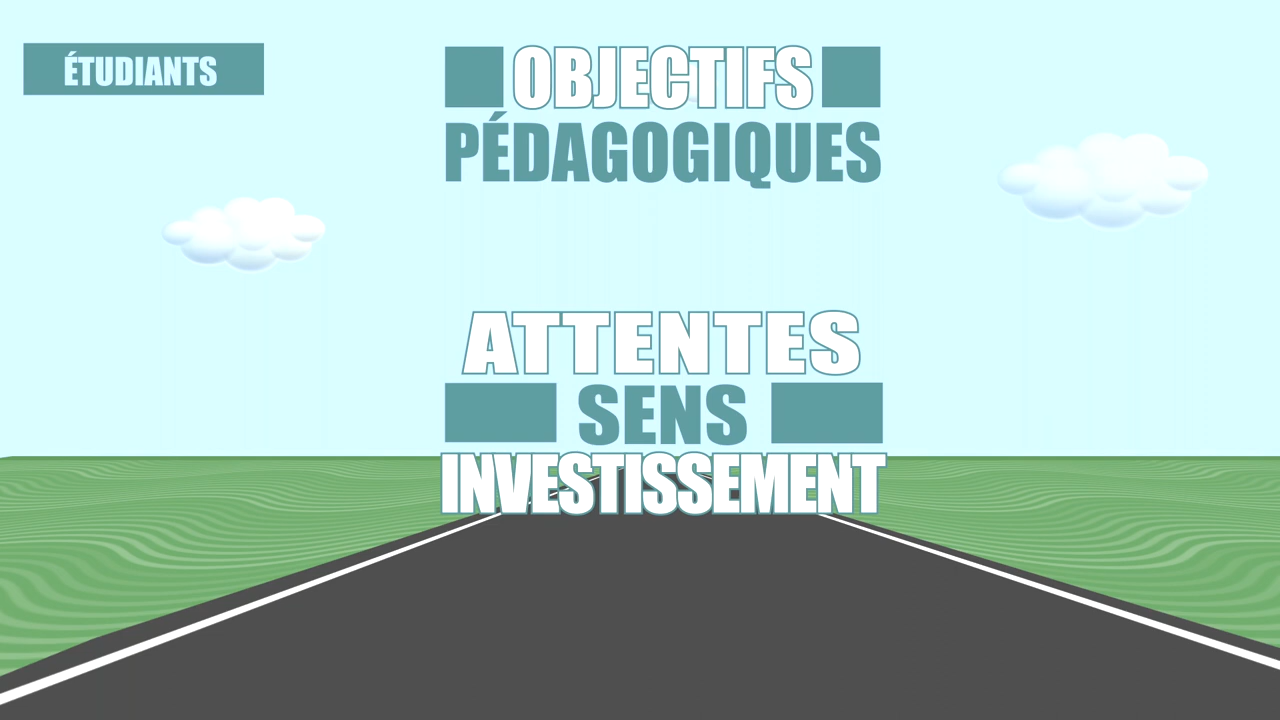 ÉTUDIANTS
OBJECTIFS
PÉDAGOGIQUES
ATTENTES
SENS
INVESTISSEMENT